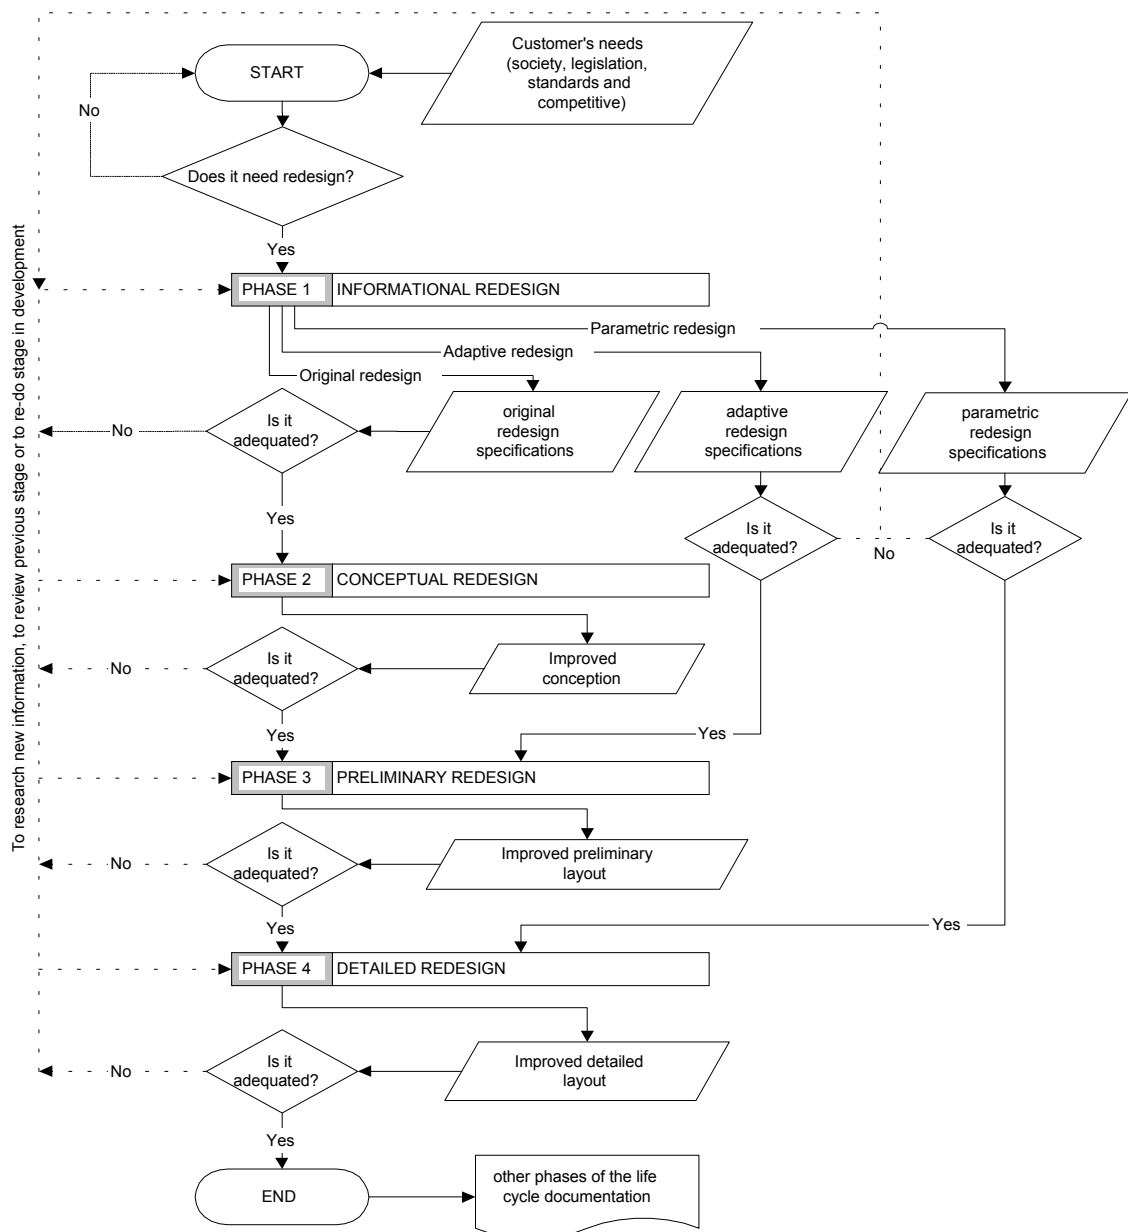 START
Customer's needs
(society, legislation,
standards and
competitive)
No
Does it need redesign?
Yes
To research new information, to review previous stage or to re-do stage in development
PHASE 1 INFORMATIONAL REDESIGN
Parametric redesign
Adaptive redesign
Original redesign
Is it
adequated?
No
original
redesign
specifications
adaptive
redesign
specifications
parametric
redesign
specifications
Yes
Is it
adequated?
No
Is it
adequated?
PHASE 2 CONCEPTUAL REDESIGN
No
Is it
adequated?
Improved
conception
Yes
Yes
PHASE 3 PRELIMINARY REDESIGN
No
Is it
adequated?
Improved preliminary
layout
Yes
Yes
PHASE 4 DETAILED REDESIGN
No
Is it
adequated?
Improved detailed
layout
Yes
END
other phases of the life
cycle documentation